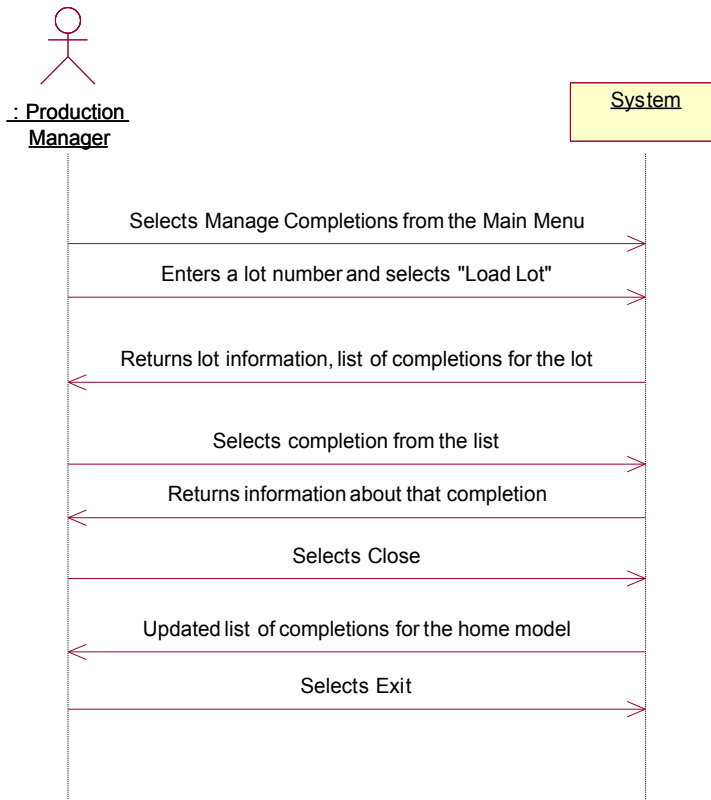 : Production
Manager
System
Selects Manage Completions from the Main Menu
Enters a lot number and selects "Load Lot"
Returns lot information, list of completions for the lot
Selects completion from the list
Returns information about that completion
Selects Close
Updated list of completions for the home model
Selects Exit